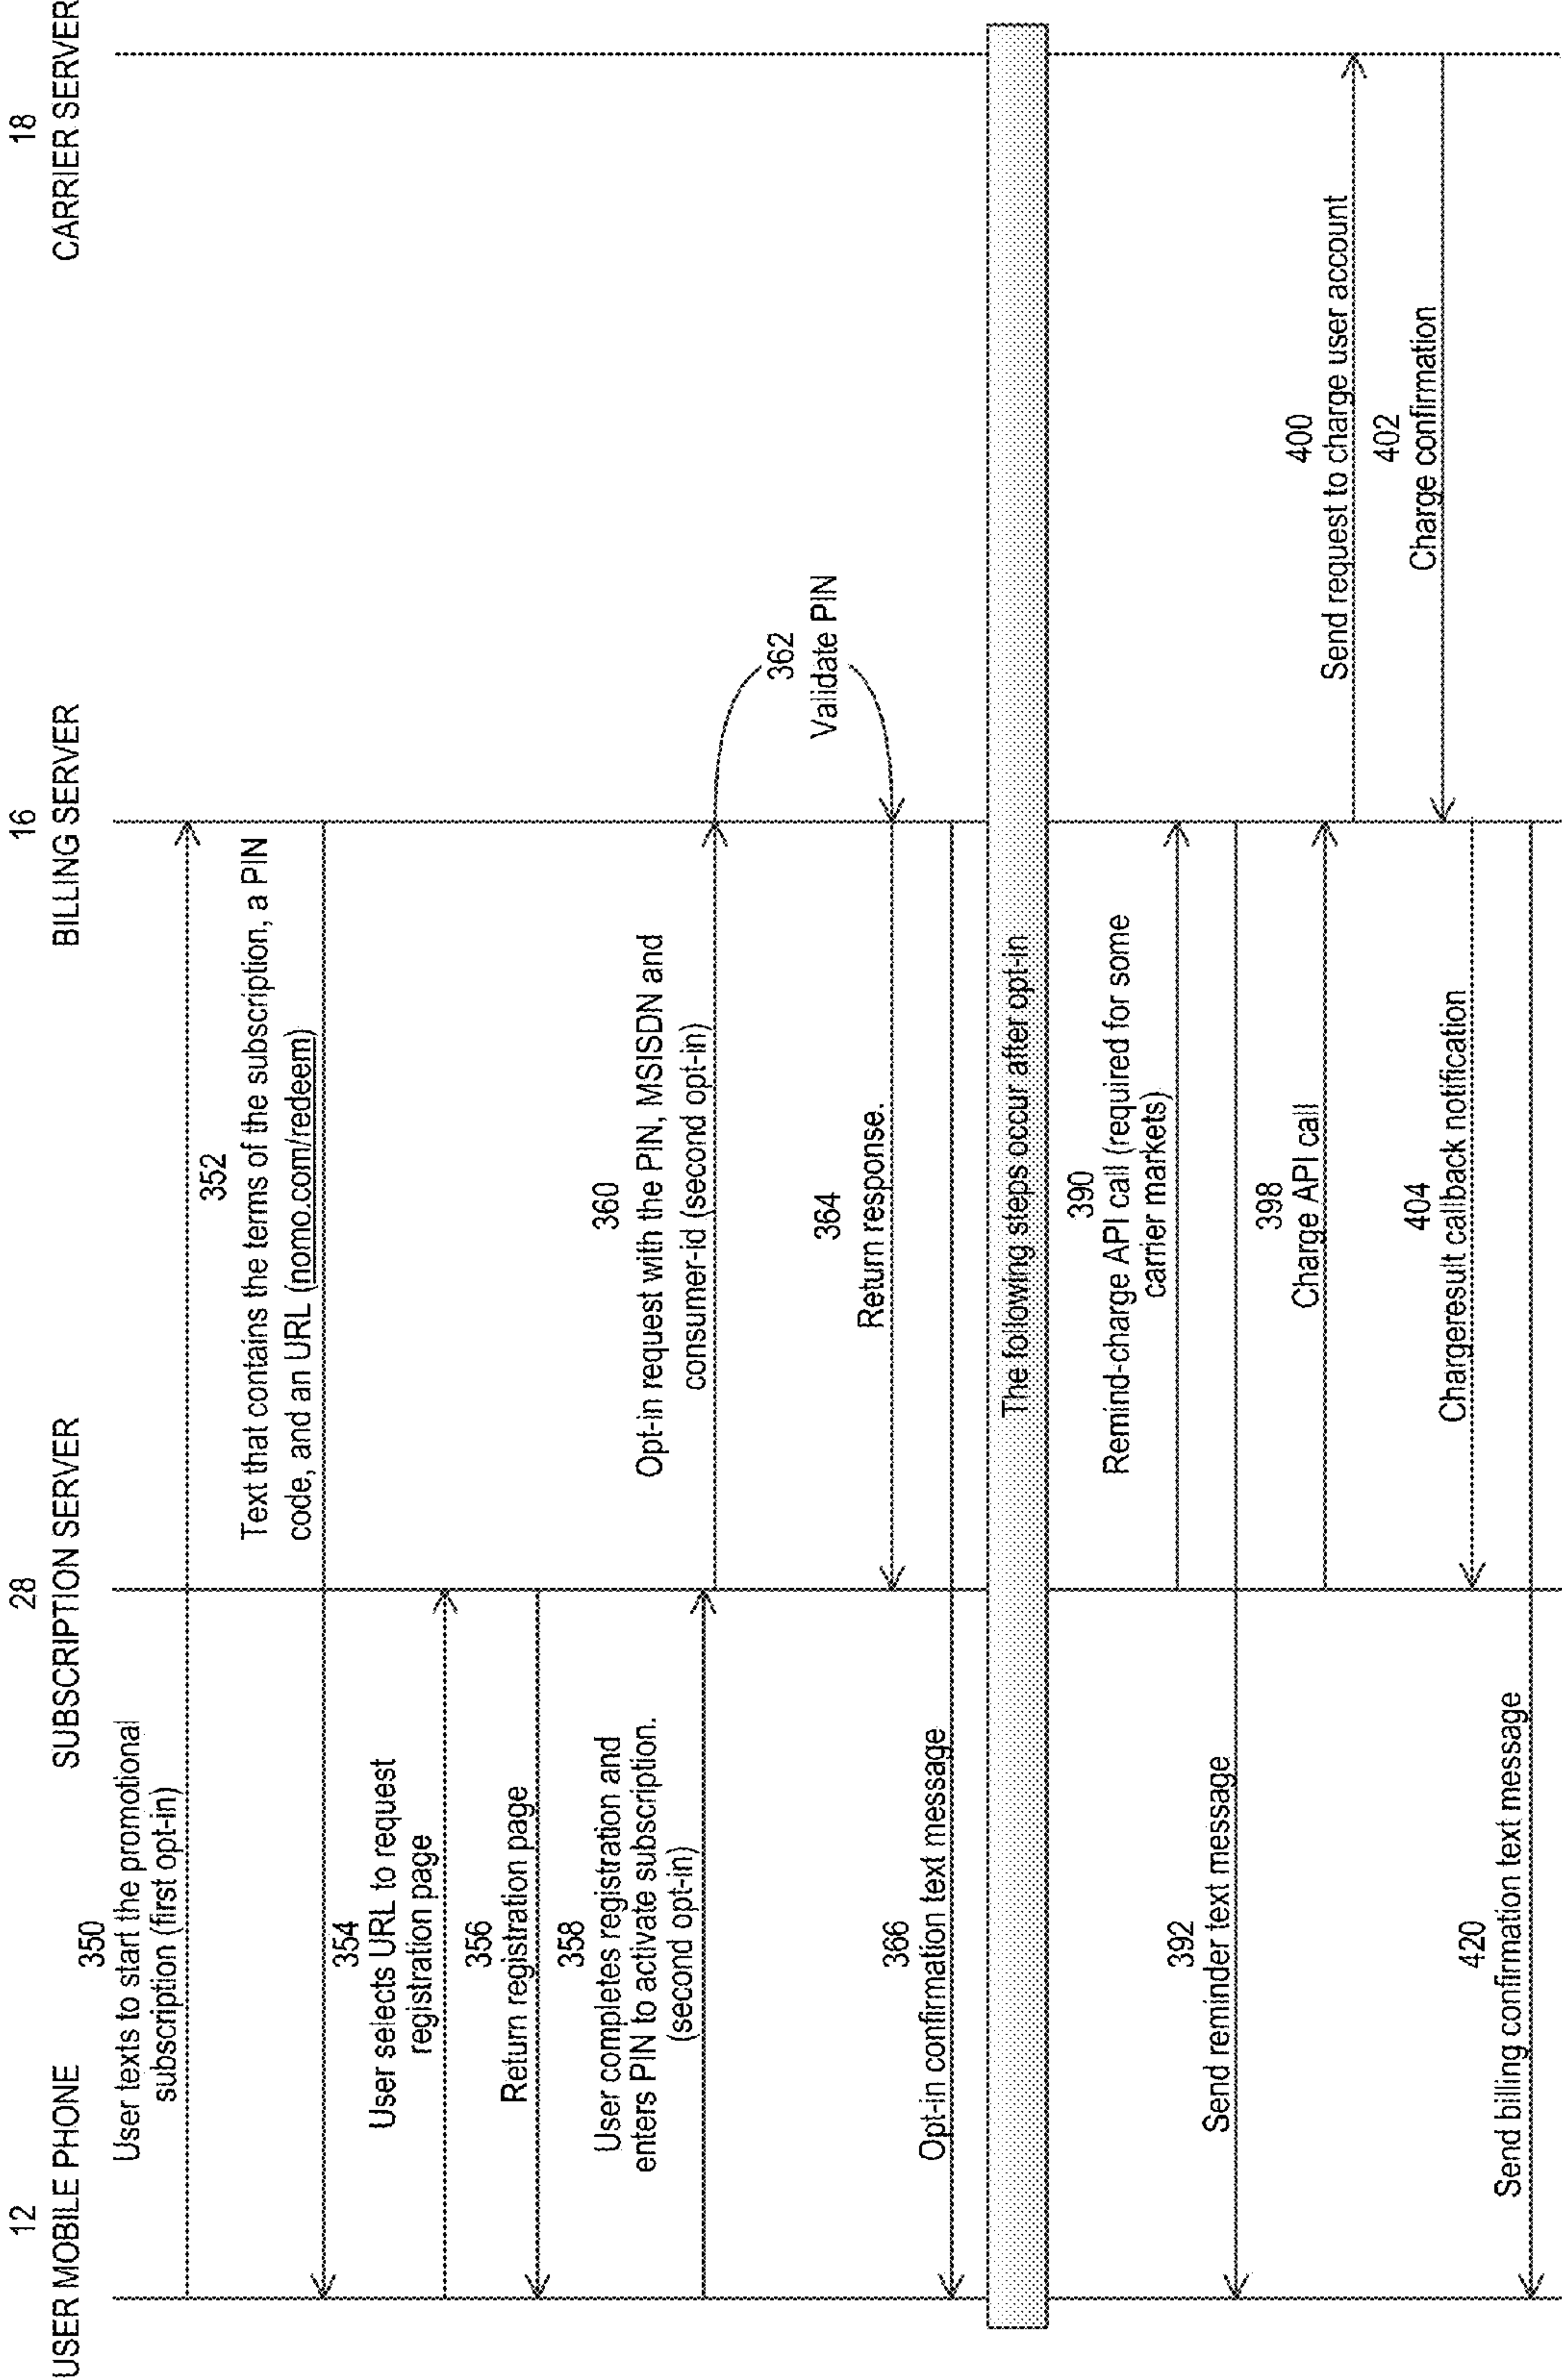 12
USER MOBILE PHONE
28
SUBSCRIPTION SERVER
16
BILLING SERVER
18
CARRIER SERVER
350
User texts to start the promotional
subscription (first opt-in)
352
Text that contains the terms of the subscription, a PIN
code, and an URL (nomo.com/redeem)
354
User selects URL to request
registration page
356
Return registration page
358
User completes registration and
enters PIN to activate subscription.
(second opt-in)
360
Opt-in request with the PIN, MSISDN and
consumer-id (second opt-in)
362
Validate PIN
364
Return response.
366
Opt-in confirmation text message
The following steps occur after opt-in
390
Remind-charge API call (required for some
carrier markets)
392
Send reminder text message
398
Charge API call
400
Send request to charge user account
402
Charge confirmation
404
Chargeresult callback notification
420
Send billing confirmation text message